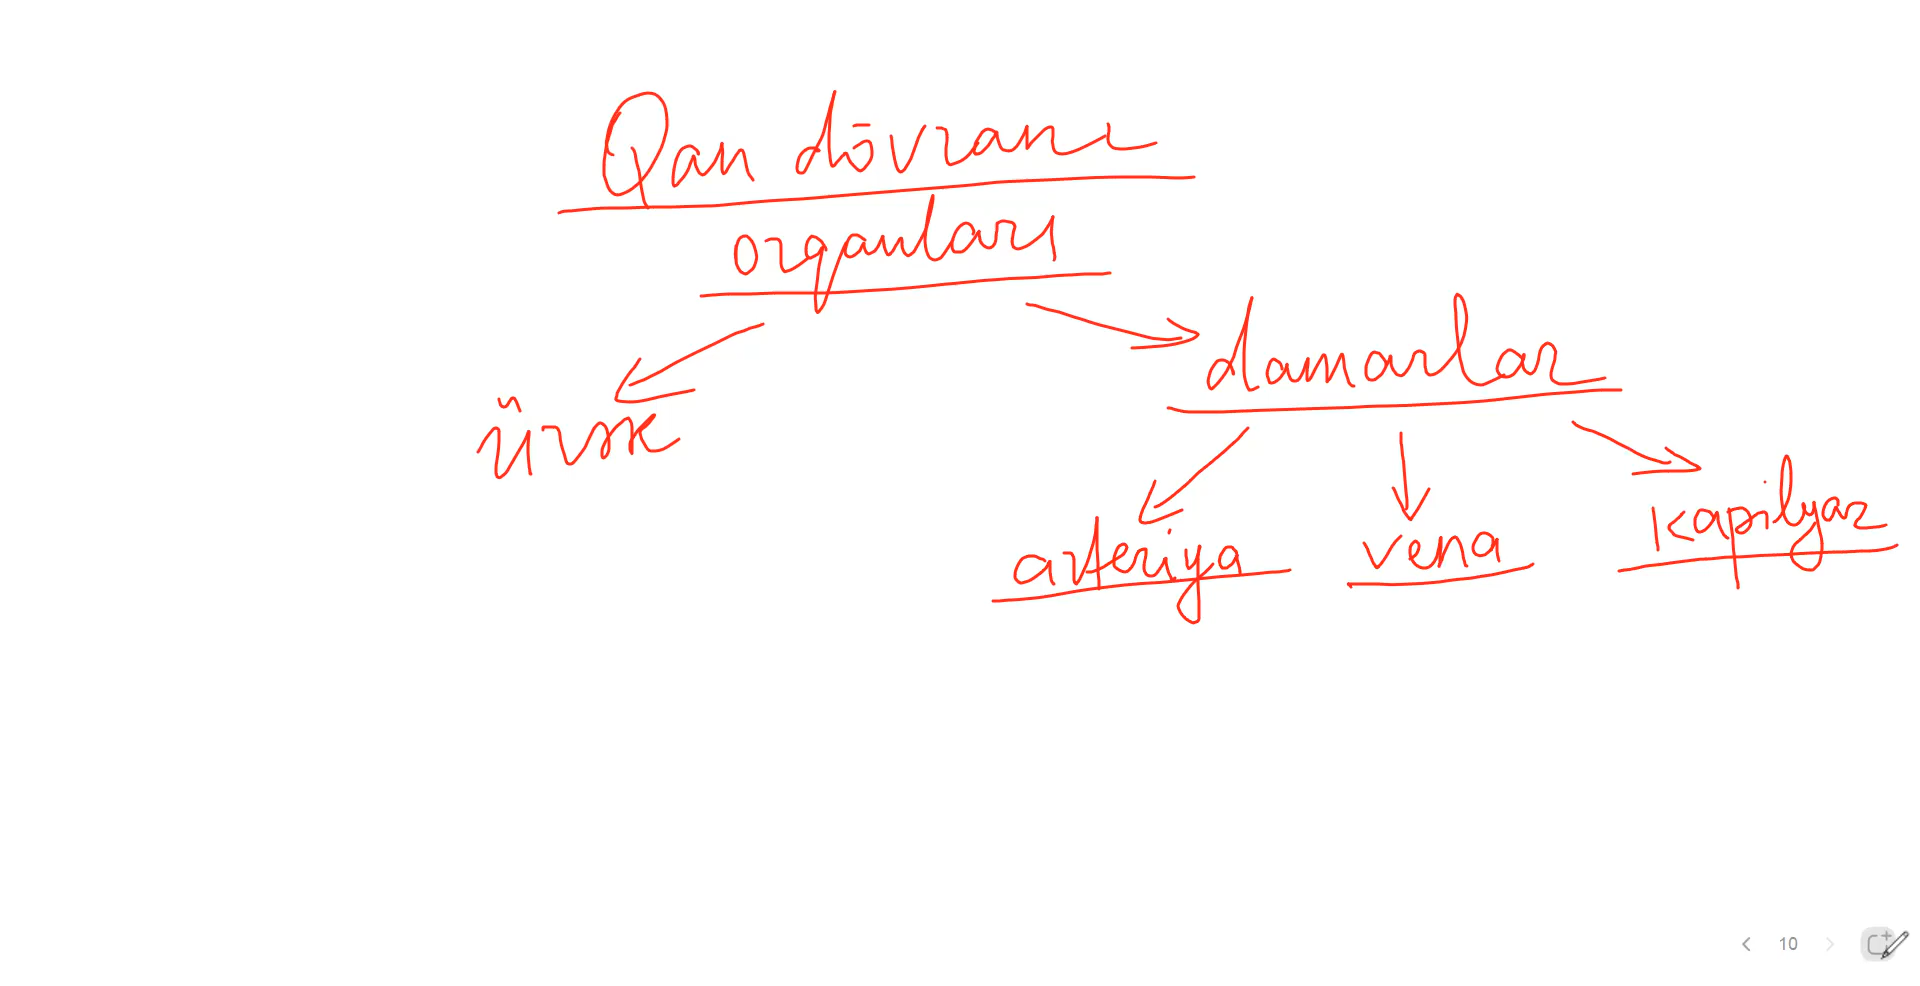 Qan dövranı
orqanları
damarlar
ürək
arteriya
vena
kapilyar
10